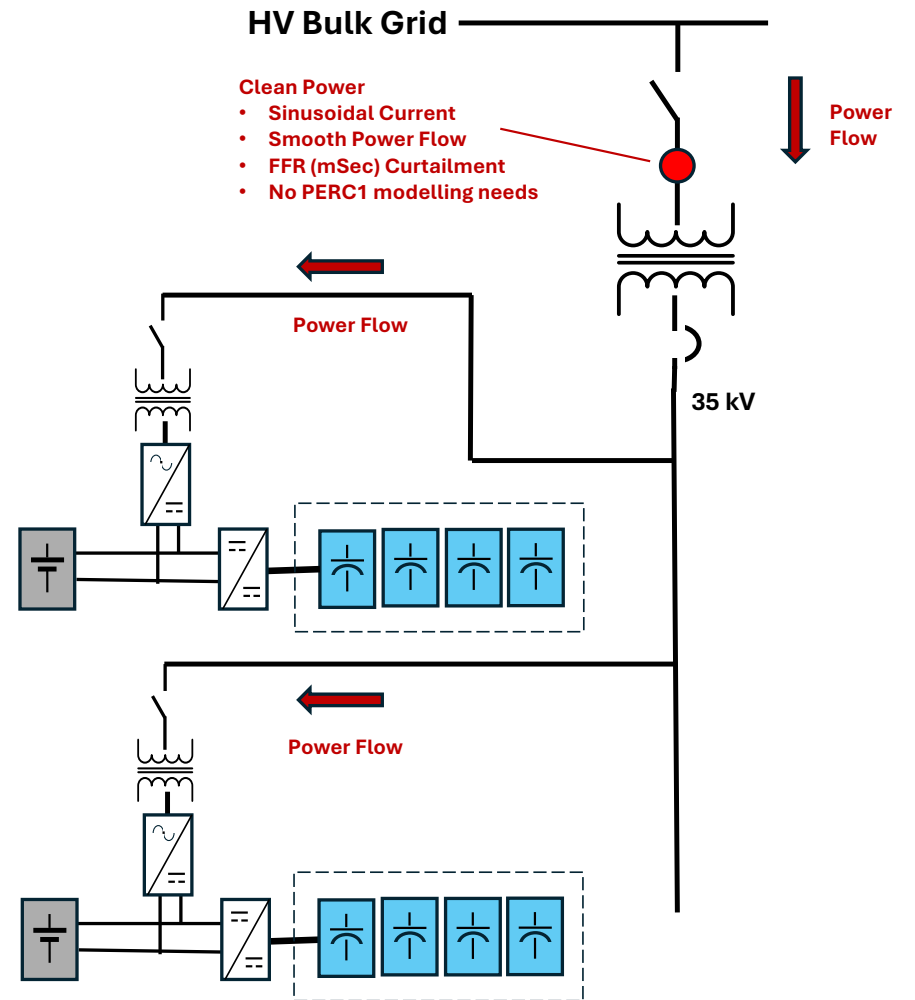 HV Bulk Grid
Clean Power
• Sinusoidal Current
• Smooth Power Flow
• FFR (mSec) Curtailment
• No PERC1 modelling needs
Power
Flow
Power Flow
35 kV
Power Flow